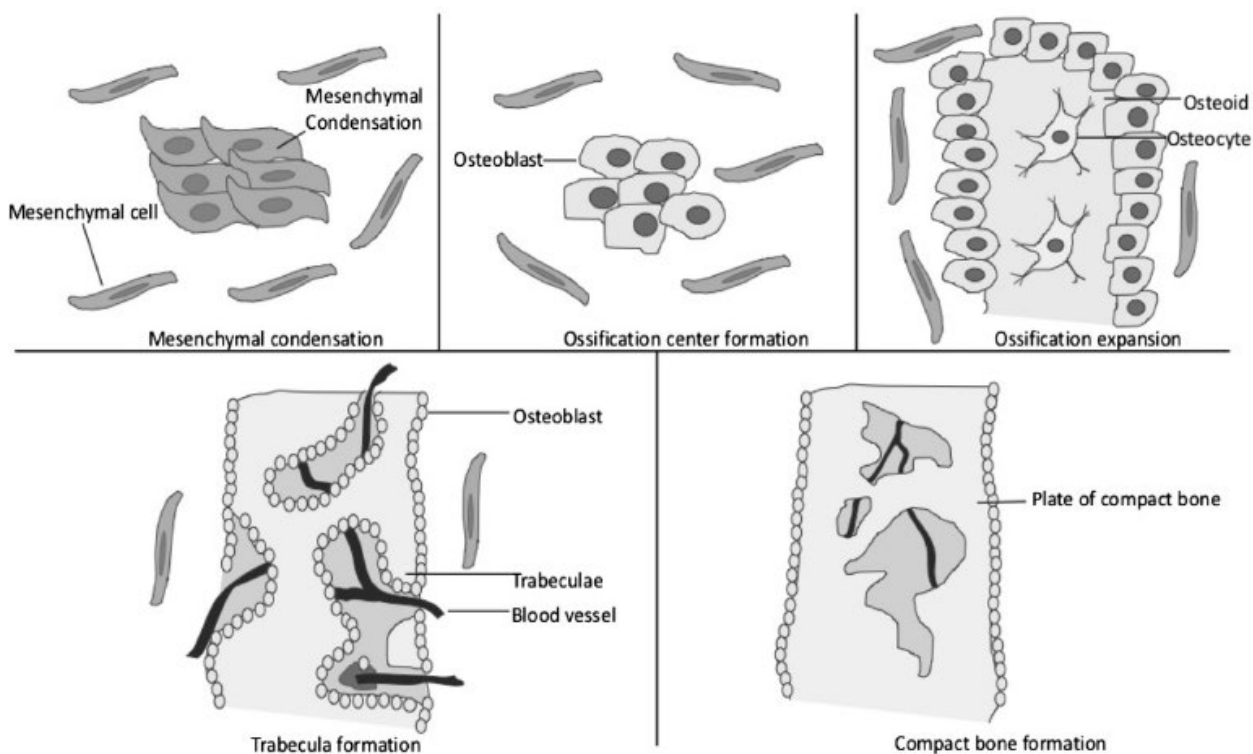 Mesenchymal
Condensation
Mesenchymal cell
Mesenchymal condensation
Osteoblast
Ossification center formation
Osteoid
Osteocyte
Ossification expansion
Osteoblast
Trabeculae
Blood vessel
Trabecula formation
Plate of compact bone
Compact bone formation